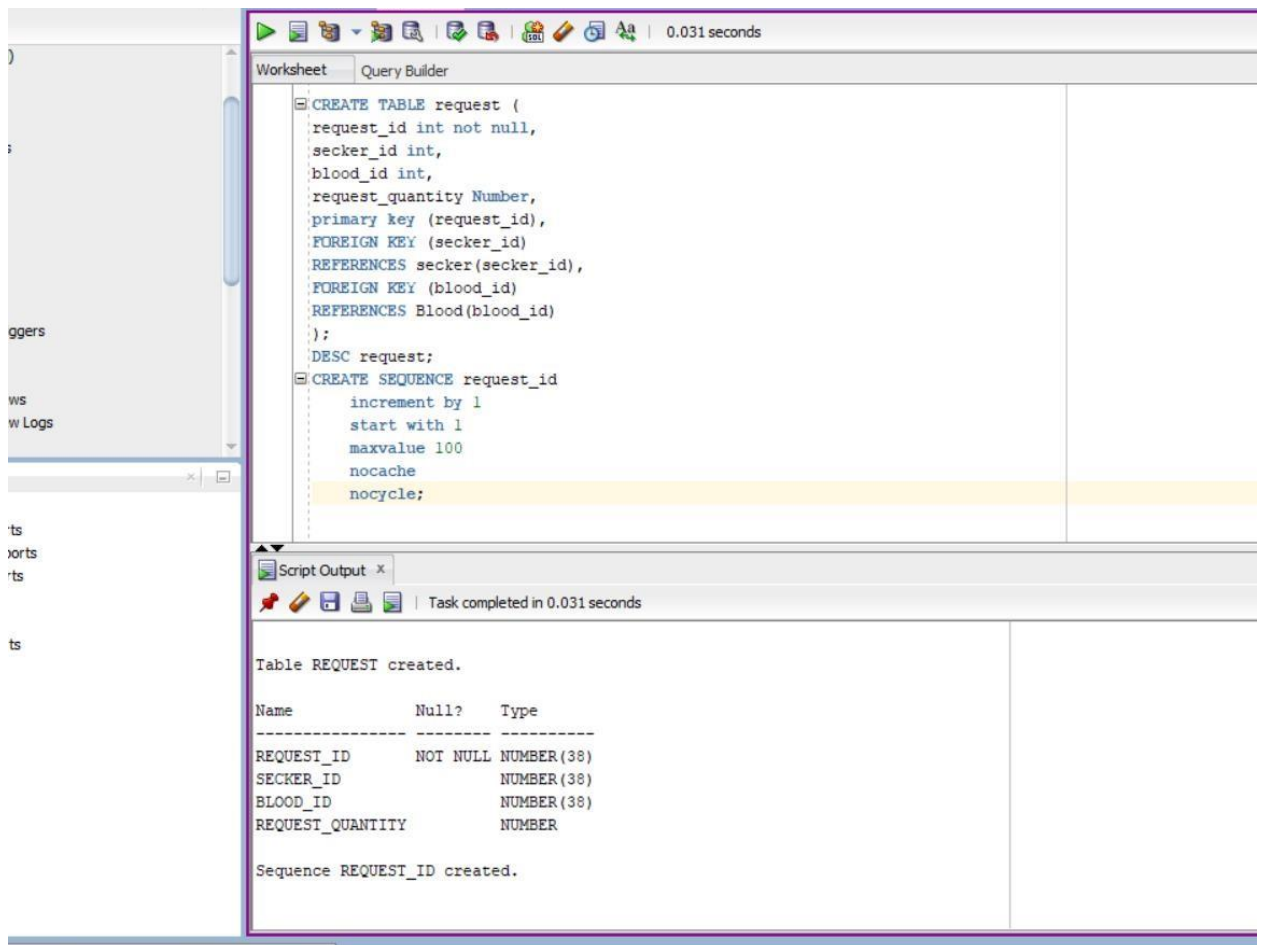 )
s
ggers
ws
w Logs
ts
ports
rts
ts
SQL
Aa
0.031 seconds
Worksheet Query Builder
CREATE TABLE request (
request_id int not null,
secker_id int,
blood_id int,
request_quantity Number,
primary key (request_id),
FOREIGN KEY (secker_id)
REFERENCES secker(secker_id),
FOREIGN KEY (blood_id)
REFERENCES Blood(blood_id)
);
DESC request;
CREATE SEQUENCE request_id
increment by 1
start with 1
maxvalue 100
nocache
nocycle;
Script Output x
Task completed in 0.031 seconds
Table REQUEST created.
Name Null? Type
---------------- -------- ----------
REQUEST_ID NOT NULL NUMBER(38)
SECKER_ID NUMBER(38)
BLOOD_ID NUMBER(38)
REQUEST_QUANTITY NUMBER
Sequence REQUEST_ID created.